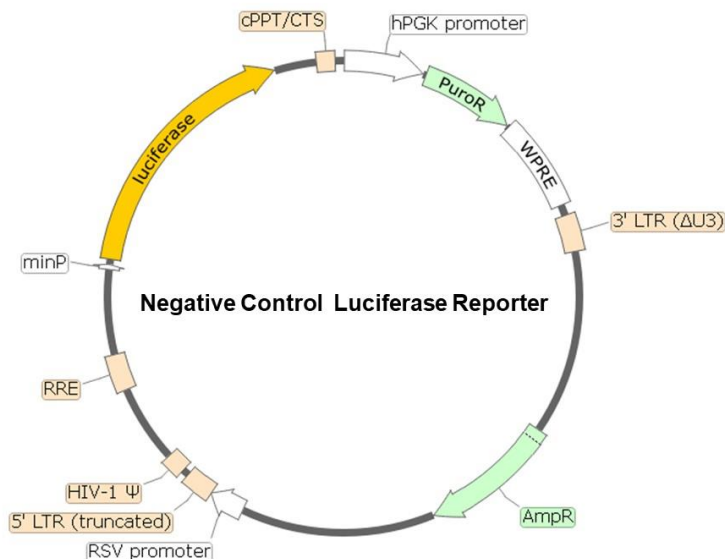 cPPT/CTS
hPGK promoter
PuroR
WPRE
3' LTR (ΔU3)
luciferase
minP
Negative Control Luciferase Reporter
RRE
HIV-1 Ψ
5' LTR (truncated)
RSV promoter
AmpR